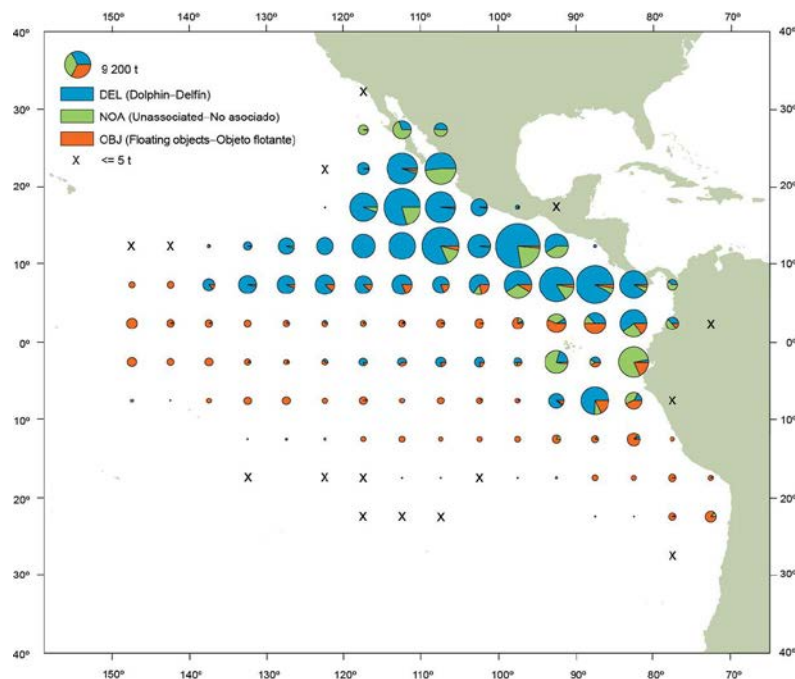 150º 140º 130º 120º 110º 100º 90º 80º 70º
40º 40º
9 200 t
DEL (Dolphin–Delfín)
X
NOA (Unassociated–No asociado)
30º 30º
OBJ (Floating objects–Objeto flotante)
X <= 5 t
X
20º 20º
X
X X
10º 10º
X
0º 0º
X
10º 10º
X X X X
20º 20º
X X X
X
30º 30º
40º 40º
150º 140º 130º 120º 110º 100º 90º 80º 70º